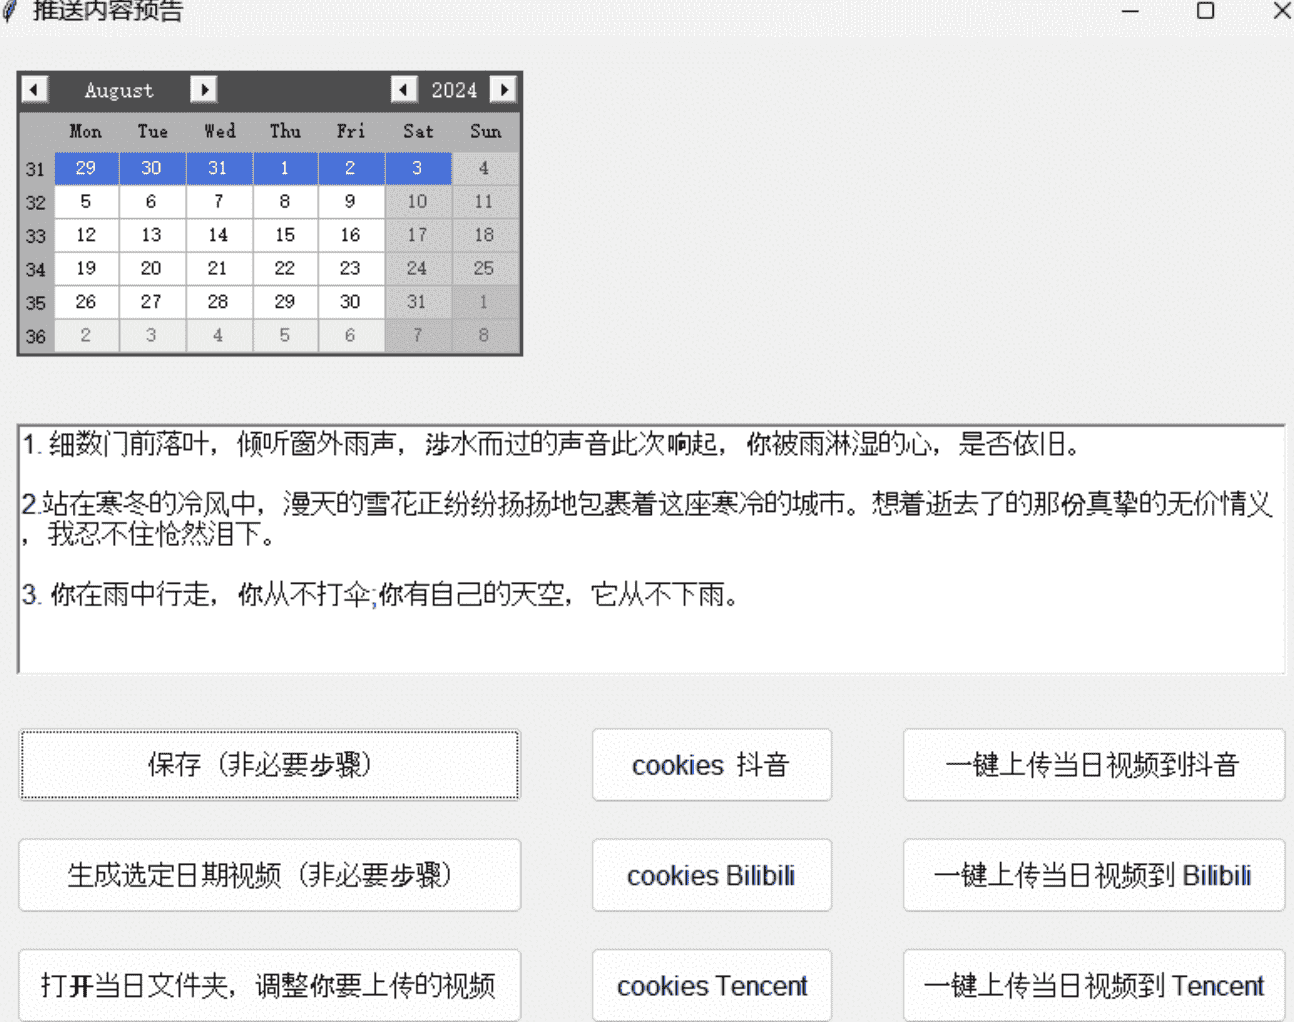 推送内容预告
August 2024
Mon Tue Wed Thu Fri Sat Sun
31 29 30 31 1 2 3 4
32 5 6 7 8 9 10 11
33 12 13 14 15 16 17 18
34 19 20 21 22 23 24 25
35 26 27 28 29 30 31 1
36 2 3 4 5 6 7 8
1. 细数门前落叶，倾听窗外雨声，涉水而过的声音此次响起，你被雨淋湿的心，是否依旧。
2.站在寒冬的冷风中，漫天的雪花正纷纷扬扬地包裹着这座寒冷的城市。想着逝去了的那份真挚的无价情义
，我忍不住怆然泪下。
3. 你在雨中行走，你从不打伞;你有自己的天空，它从不下雨。
保存（非必要步骤） cookies 抖音 一键上传当日视频到抖音
生成选定日期视频（非必要步骤） cookies Bilibili 一键上传当日视频到 Bilibili
打开当日文件夹，调整你要上传的视频 cookies Tencent 一键上传当日视频到 Tencent